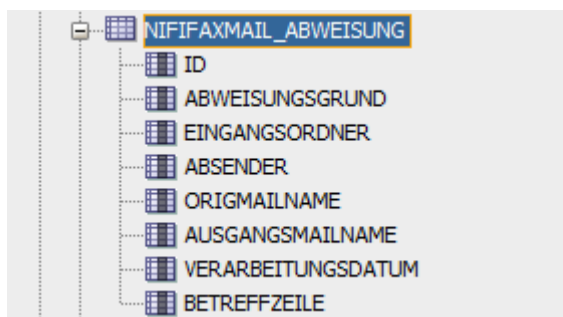 NIFIFAXMAIL_ABWEISUNG
ID
ABWEISUNGSGRUND
EINGANGSORDNER
ABSENDER
ORIGMAILNAME
AUSGANGSMAILNAME
VERARBEITUNGSDATUM
BETREFFZEILE